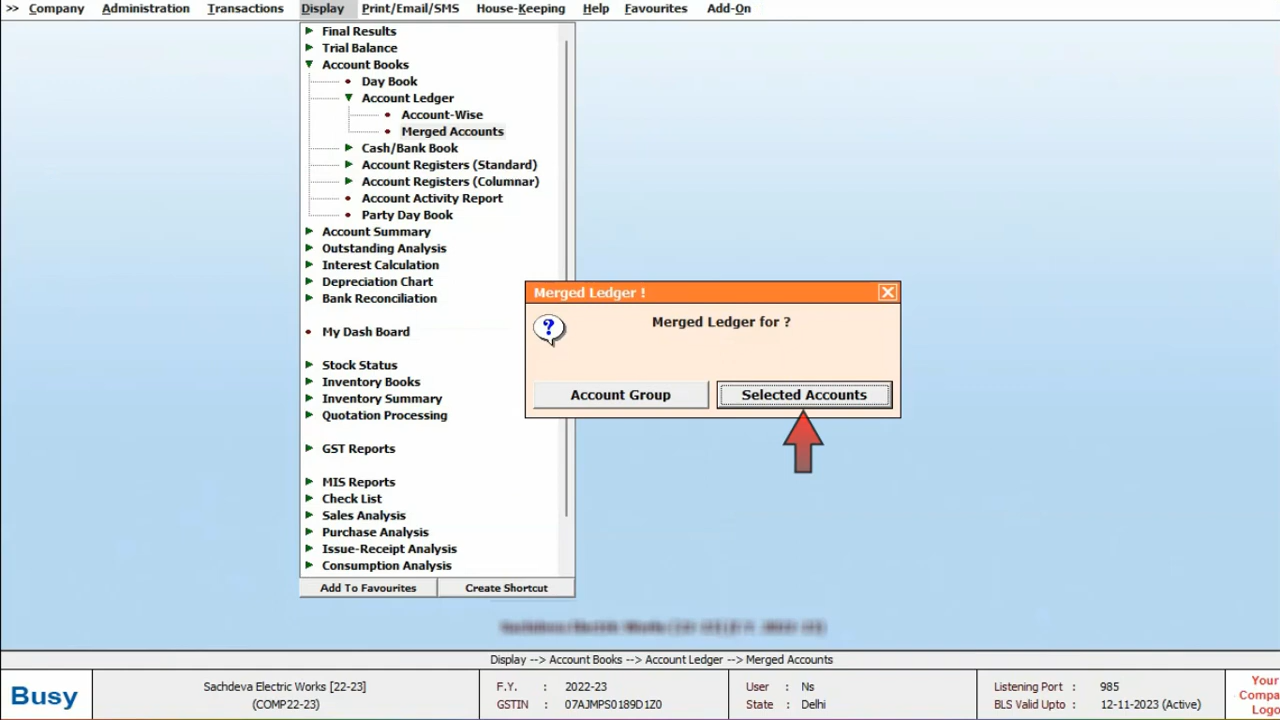 >> Company Administration Transactions Display Print/Email/SMS House-Keeping Help Favourites Add-On
Final Results
Trial Balance
Account Books
Day Book
Account Ledger
Account-Wise
Merged Accounts
Cash/Bank Book
Account Registers (Standard)
Account Registers (Columnar)
Account Activity Report
Party Day Book
Account Summary
Outstanding Analysis
Interest Calculation
Depreciation Chart
Bank Reconciliation
My Dash Board
Stock Status
Inventory Books
Inventory Summary
Quotation Processing
GST Reports
MIS Reports
Check List
Sales Analysis
Purchase Analysis
Issue-Receipt Analysis
Consumption Analysis
Add To Favourites Create Shortcut
Merged Ledger !
?
Merged Ledger for ?
Account Group Selected Accounts
Display --> Account Books --> Account Ledger --> Merged Accounts
Busy
Sachdeva Electric Works [22-23]
(COMP22-23)
F.Y. : 2022-23
GSTIN : 07AJMPS0189D1Z0
User : Ns
State : Delhi
Listening Port : 985
BLS Valid Upto : 12-11-2023 (Active)
Your
Compa
Logo